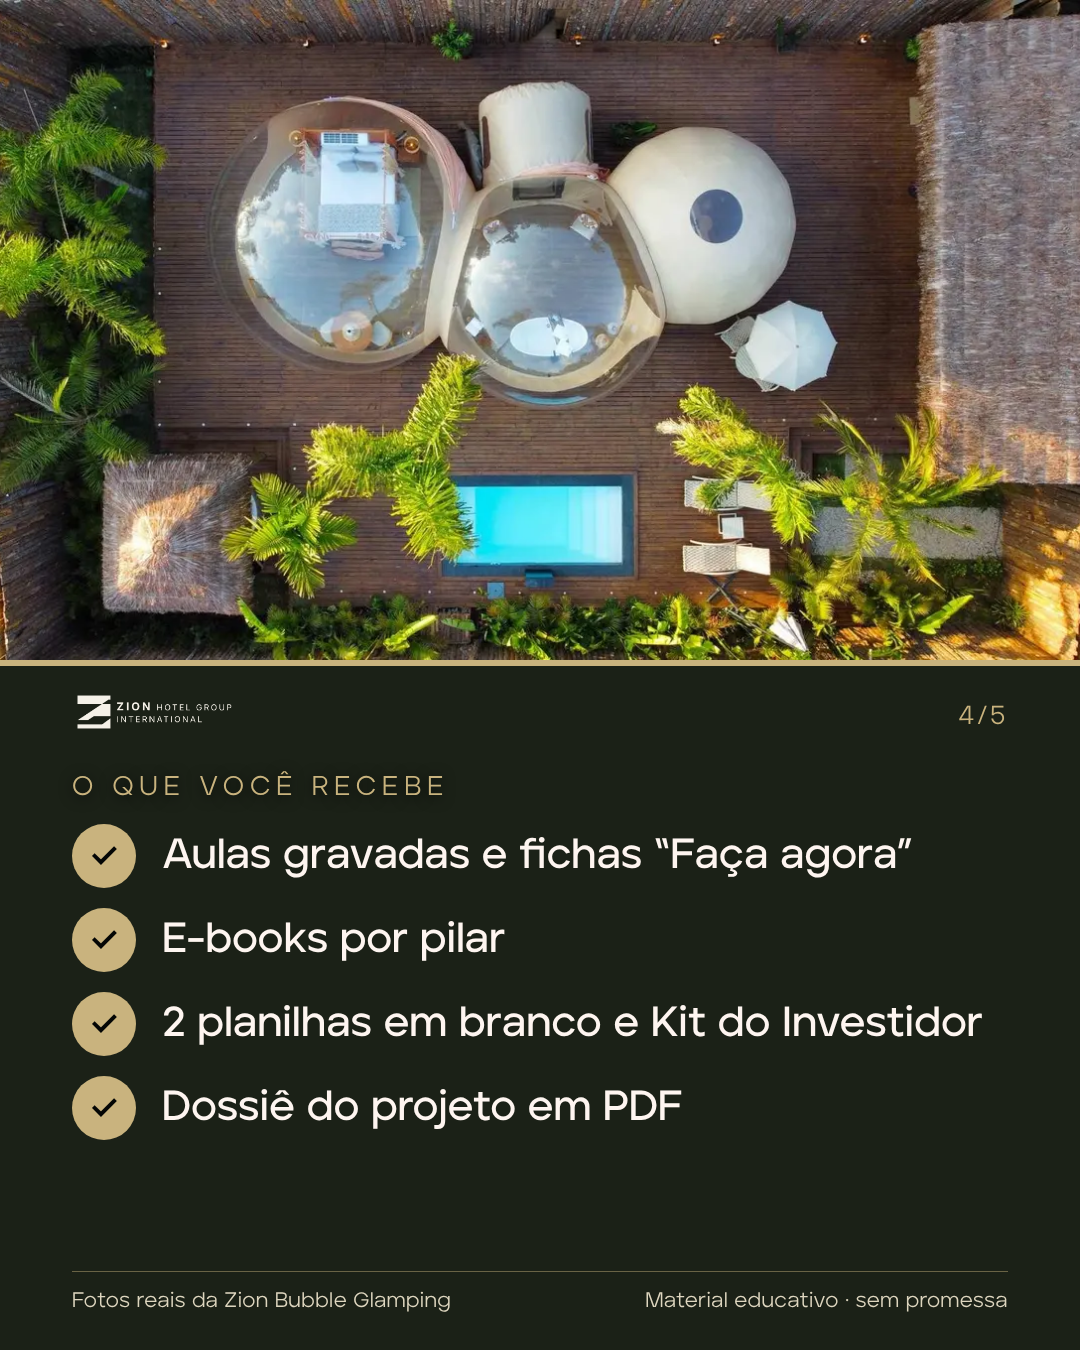 ZION HOTEL GROUP
INTERNATIONAL
4/5
O QUE VOCÊ RECEBE
Aulas gravadas e fichas “Faça agora”
E-books por pilar
2 planilhas em branco e Kit do Investidor
Dossiê do projeto em PDF
Fotos reais da Zion Bubble Glamping
Material educativo · sem promessa